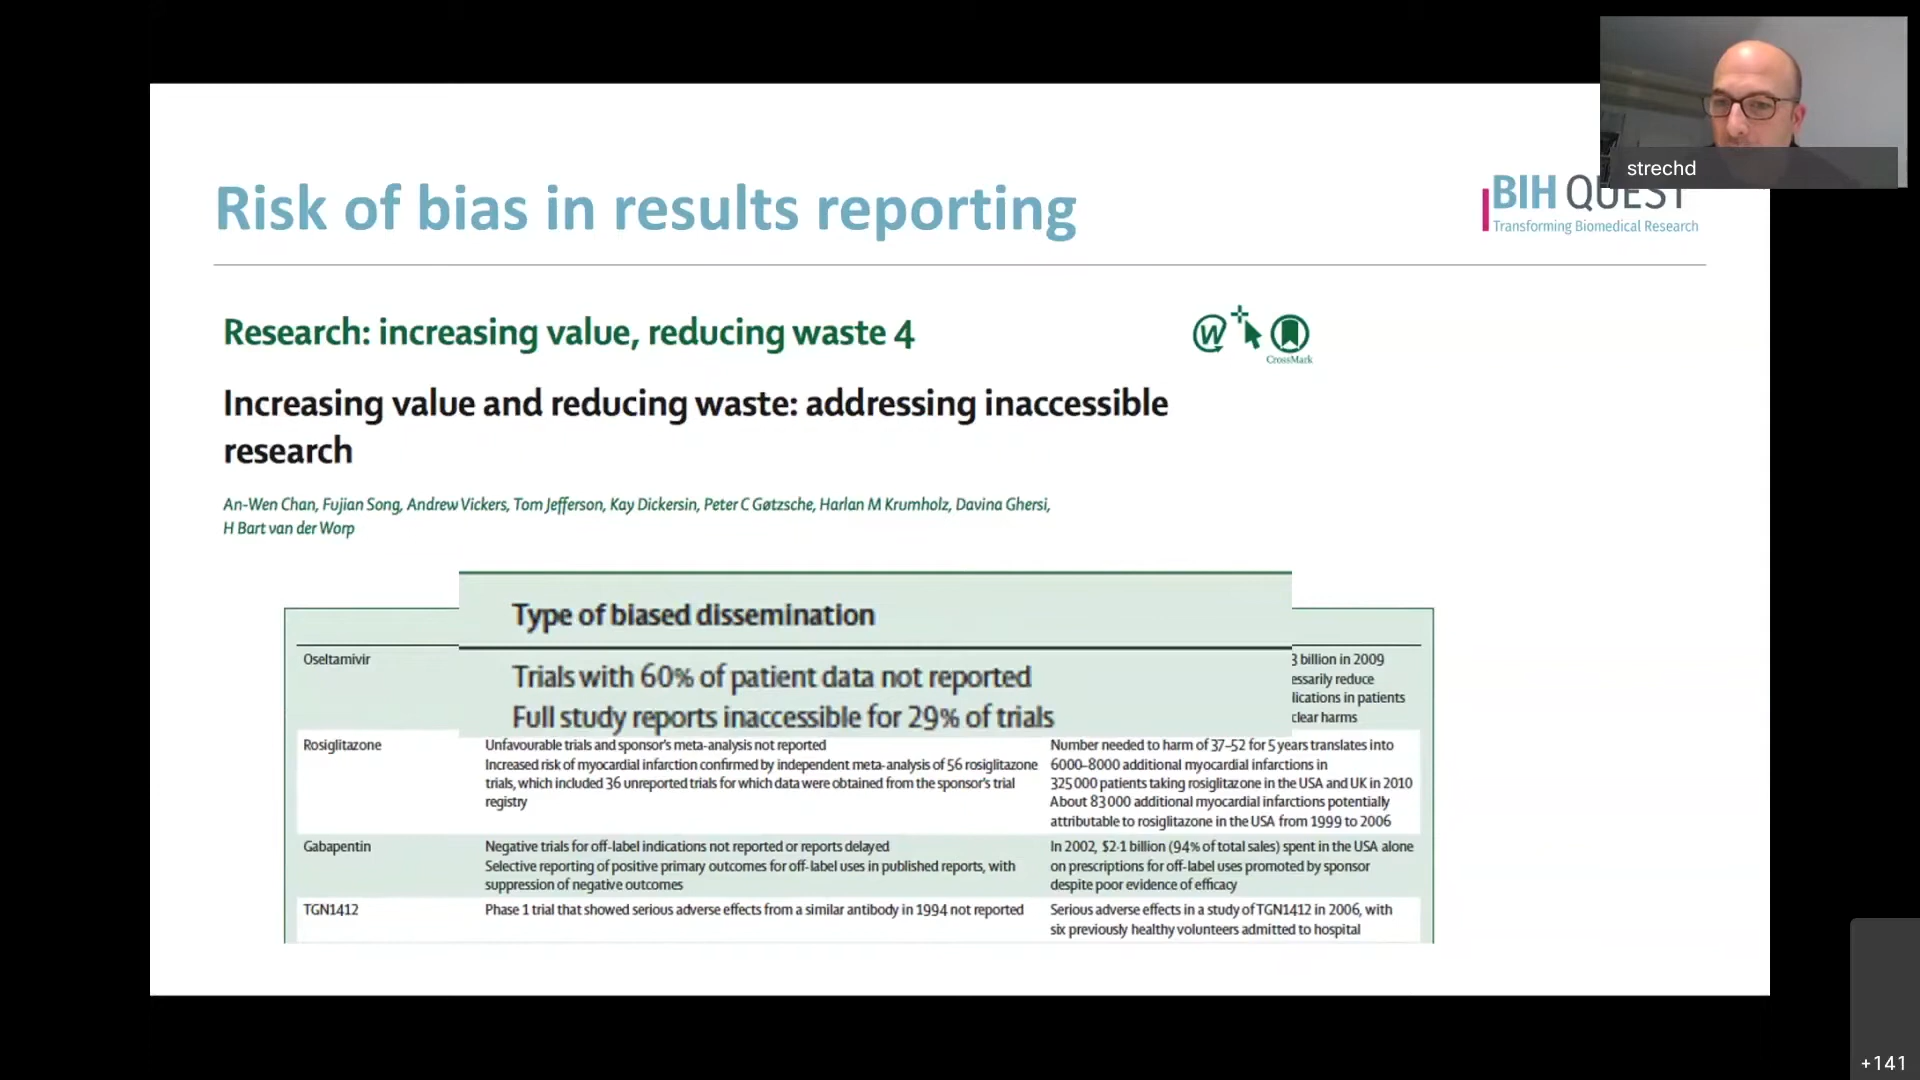 strechd
Risk of bias in results reporting
BIH QUEST
Transforming Biomedical Research
Research: increasing value, reducing waste 4
W
CrossMark
Increasing value and reducing waste: addressing inaccessible
research
An-Wen Chan, Fujian Song, Andrew Vickers, Tom Jefferson, Kay Dickersin, Peter C Gøtzsche, Harlan M Krumholz, Davina Ghersi,
H Bart van der Worp
Type of biased dissemination
Oseltamivir
Trials with 60% of patient data not reported
Full study reports inaccessible for 29% of trials
3 billion in 2009
essarily reduce
lications in patients
clear harms
Rosiglitazone
Unfavourable trials and sponsor's meta-analysis not reported
Increased risk of myocardial infarction confirmed by independent meta-analysis of 56 rosiglitazone
trials, which included 36 unreported trials for which data were obtained from the sponsor's trial
registry
Number needed to harm of 37–52 for 5 years translates into
6000–8000 additional myocardial infarctions in
325 000 patients taking rosiglitazone in the USA and UK in 2010
About 83 000 additional myocardial infarctions potentially
attributable to rosiglitazone in the USA from 1999 to 2006
Gabapentin
Negative trials for off-label indications not reported or reports delayed
Selective reporting of positive primary outcomes for off-label uses in published reports, with
suppression of negative outcomes
In 2002, $2·1 billion (94% of total sales) spent in the USA alone
on prescriptions for off-label uses promoted by sponsor
despite poor evidence of efficacy
TGN1412
Phase 1 trial that showed serious adverse effects from a similar antibody in 1994 not reported
Serious adverse effects in a study of TGN1412 in 2006, with
six previously healthy volunteers admitted to hospital
+141